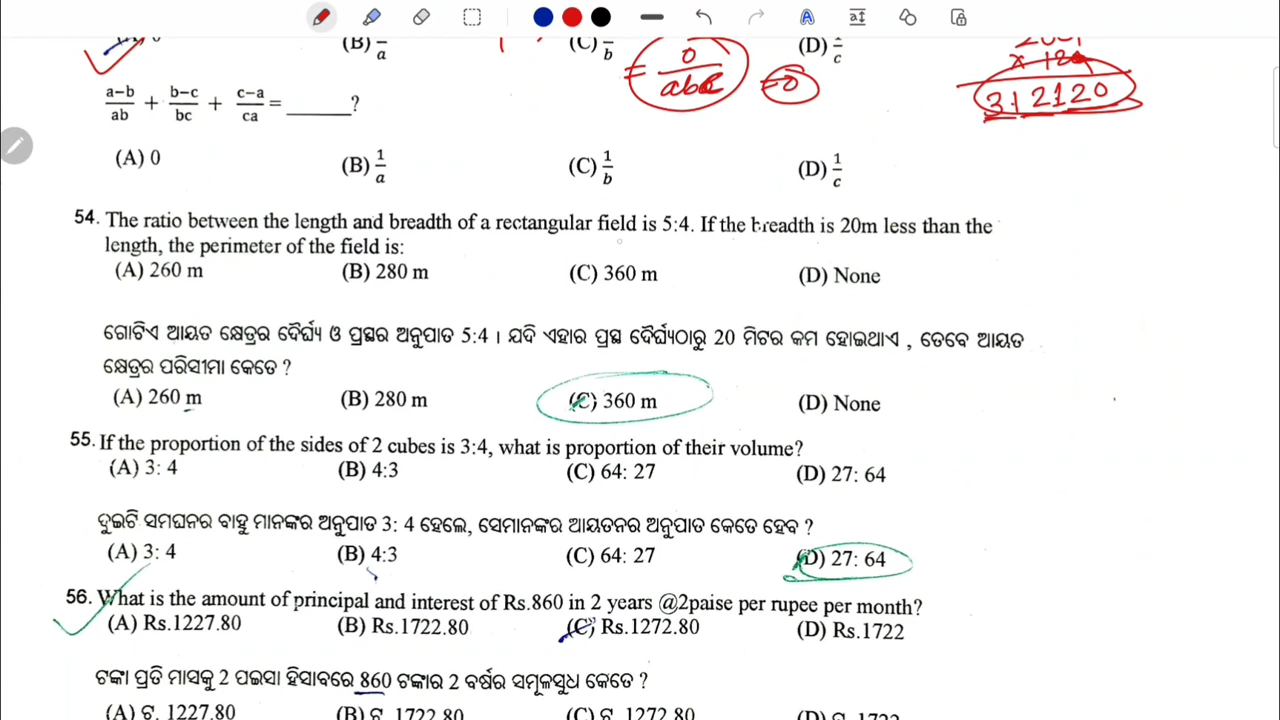 (B) a
(C) b
(D) c
0
abc
= 0
312120
a−b/ab + b−c/bc + c−a/ca = ______?
(A) 0 (B) 1/a (C) 1/b (D) 1/c
54. The ratio between the length and breadth of a rectangular field is 5:4. If the breadth is 20m less than the
length, the perimeter of the field is:
(A) 260 m (B) 280 m (C) 360 m (D) None
ଗୋଟିଏ ଆୟତ କ୍ଷେତ୍ରର ଦୈର୍ଘ୍ୟ ଓ ପ୍ରସ୍ଥର ଅନୁପାତ 5:4 । ଯଦି ଏହାର ପ୍ରସ୍ଥ ଦୈର୍ଘ୍ୟଠାରୁ 20 ମିଟର କମ ହୋଇଥାଏ , ତେବେ ଆୟତ
କ୍ଷେତ୍ରର ପରିସୀମା କେତେ ?
(A) 260 m (B) 280 m (C) 360 m (D) None
55. If the proportion of the sides of 2 cubes is 3:4, what is proportion of their volume?
(A) 3: 4 (B) 4:3 (C) 64: 27 (D) 27: 64
ଦୁଇଟି ସମଘନର ବାହୁ ମାନଙ୍କର ଅନୁପାତ 3: 4 ହେଲେ, ସେମାନଙ୍କର ଆୟତନର ଅନୁପାତ କେତେ ହେବ ?
(A) 3: 4 (B) 4:3 (C) 64: 27 (D) 27: 64
56. What is the amount of principal and interest of Rs.860 in 2 years @2paise per rupee per month?
(A) Rs.1227.80 (B) Rs.1722.80 (C) Rs.1272.80 (D) Rs.1722
ଟଙ୍କା ପ୍ରତି ମାସକୁ 2 ପଇସା ହିସାବରେ 860 ଟଙ୍କାର 2 ବର୍ଷର ସମୂଳସୁଧ କେତେ ?
(A) ଟ. 1227.80 (B) ଟ. 1722.80 (C) ଟ. 1272.80 (D) ଟ. 1722